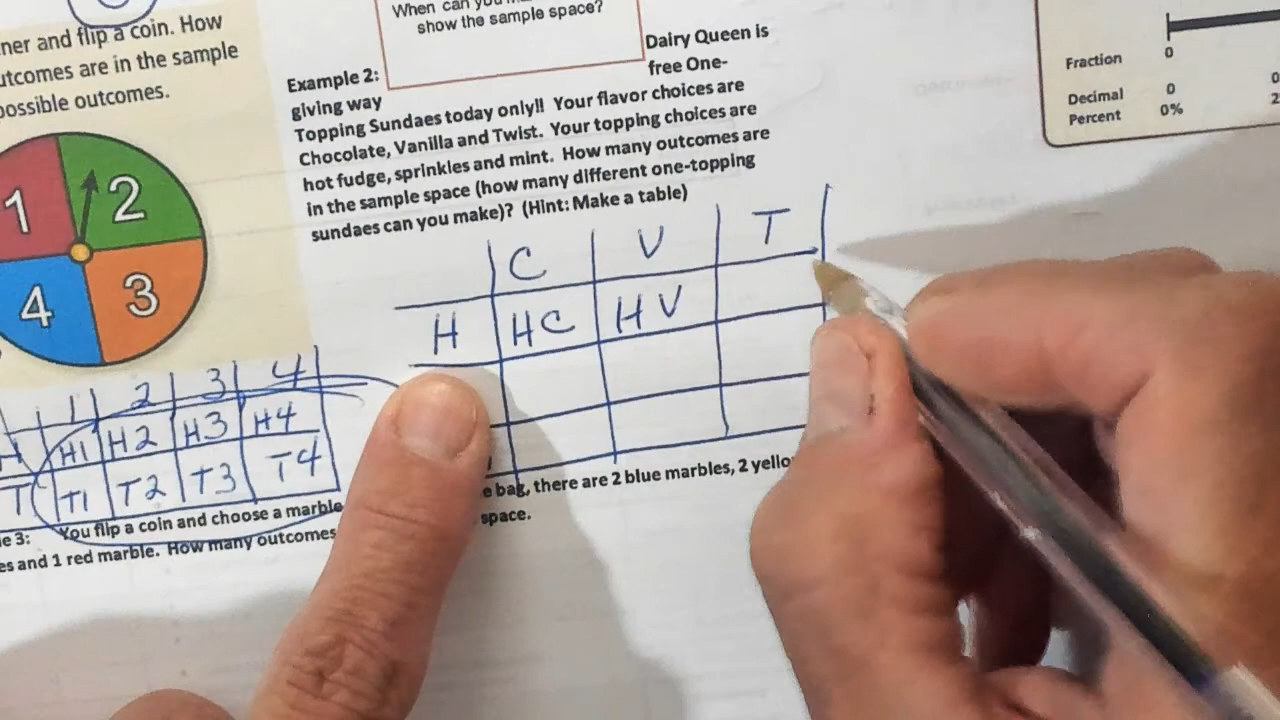 ner and flip a coin. How
utcomes are in the sample
possible outcomes.
1 2
4 3
1 2 3 4
H H1 H2 H3 H4
T T1 T2 T3 T4
When can you
show the sample space?
Example 2: Dairy Queen is
giving way free One-
Topping Sundaes today only!! Your flavor choices are
Chocolate, Vanilla and Twist. Your topping choices are
hot fudge, sprinkles and mint. How many outcomes are
in the sample space (how many different one-topping
sundaes can you make)? (Hint: Make a table)
C V T
H HC HV
e 3: You flip a coin and choose a marble
e bag, there are 2 blue marbles, 2 yello
es and 1 red marble. How many outcomes
space.
Fraction 0
Decimal 0 0
Percent 0% 2